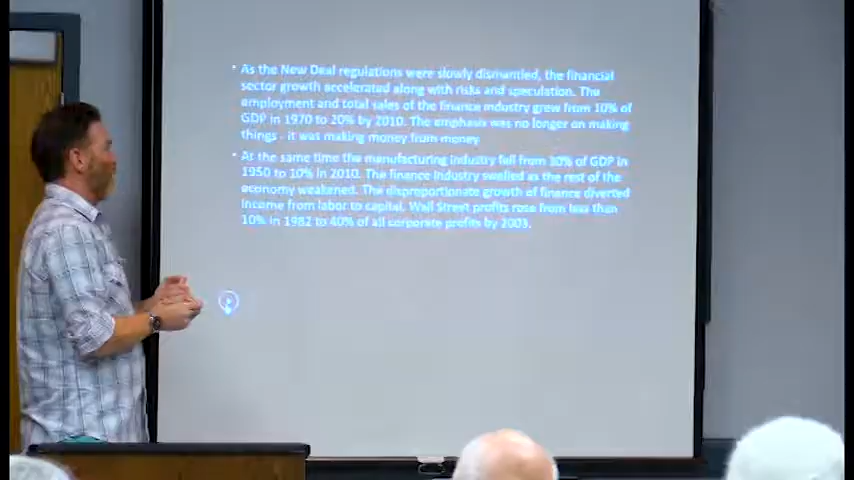 • As the New Deal regulations were slowly dismantled, the financial
sector growth accelerated along with risks and speculation. The
employment and total sales of the finance industry grew from 10% of
GDP in 1970 to 20% by 2010. The emphasis was no longer on making
things - it was making money from money
• At the same time the manufacturing industry fell from 30% of GDP in
1950 to 10% in 2010. The finance industry swelled as the rest of the
economy weakened. The disproportionate growth of finance diverted
income from labor to capital. Wall Street profits rose from less than
10% in 1982 to 40% of all corporate profits by 2003.